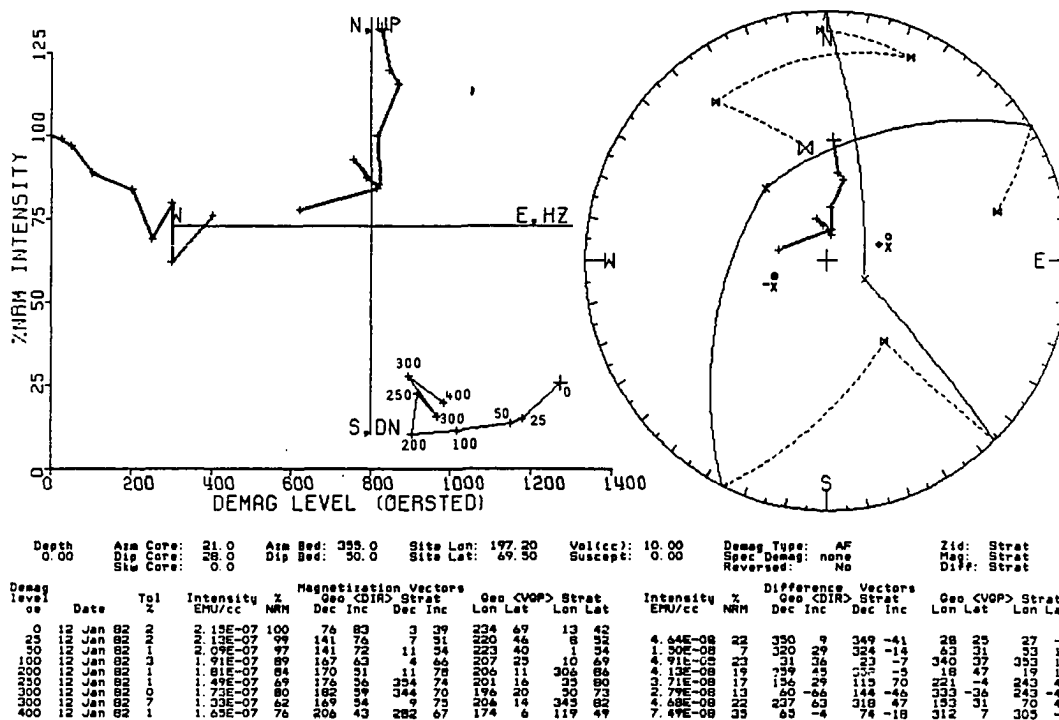 N, WP
N
125
100
%NRM INTENSITY
75
W
E, HZ
W
E
50
25
300
400
250
300
50
25
0
S, DN
200
100
S
0
0 200 400 600 800 1000 1200 1400
DEMAG LEVEL (OERSTED)
Depth Azm Core: 21.0 Azm Bed: 355.0 Site Lon: 197.20 Vol(cc): 10.00 Demag Type: AF Zid: Strat
0.00 Dip Core: 28.0 Dip Bed: 50.0 Site Lat: 69.50 Suscept: 0.00 Spec Demag: none Mag: Strat
Sku Core: 0.0 Reversed: No Diff: Strat
Demag Magnetization Vectors Difference Vectors
level Tol Intensity % Geo <DIR> Strat Geo <VGP> Strat Intensity % Geo <DIR> Strat Geo <VGP> Strat
oe Date % EMU/cc NRM Dec Inc Dec Inc Lon Lat Lon Lat EMU/cc NRM Dec Inc Dec Inc Lon Lat
0 12 Jan 82 2 2.15E-07 100 76 83 3 39 234 69 13 42
25 12 Jan 82 2 2.13E-07 99 141 76 7 51 220 46 8 52 4.64E-08 22 350 9 349 -41 28 25 27
50 12 Jan 82 1 2.09E-07 97 141 72 11 54 223 40 1 54 1.50E-08 7 320 29 324 -14 63 31 53
100 12 Jan 82 3 1.91E-07 89 167 63 4 66 207 25 10 69 23 31 36 23 -7 340 37 353
200 12 Jan 82 1 1.81E-07 84 170 51 11 78 206 11 306 86 4.13E-08 19 18 47 19
250 12 Jan 82 1 1.49E-07 69 176 56 354 74 201 16 35 80 3.71E-08 17 156 29 115 70 221 -4 243
300 12 Jan 82 0 1.73E-07 80 182 59 344 70 196 20 50 73 2.79E-08 13 60 -66 144 -46 333 -36 243
300 12 Jan 82 7 1.33E-07 62 169 54 9 75 206 14 345 82 4.68E-08 22 237 63 318 47 153 31 70
400 12 Jan 82 1 1.65E-07 76 206 43 282 67 174 6 119 49 7.49E-08 35 65 -4 74 -18 312 7 305